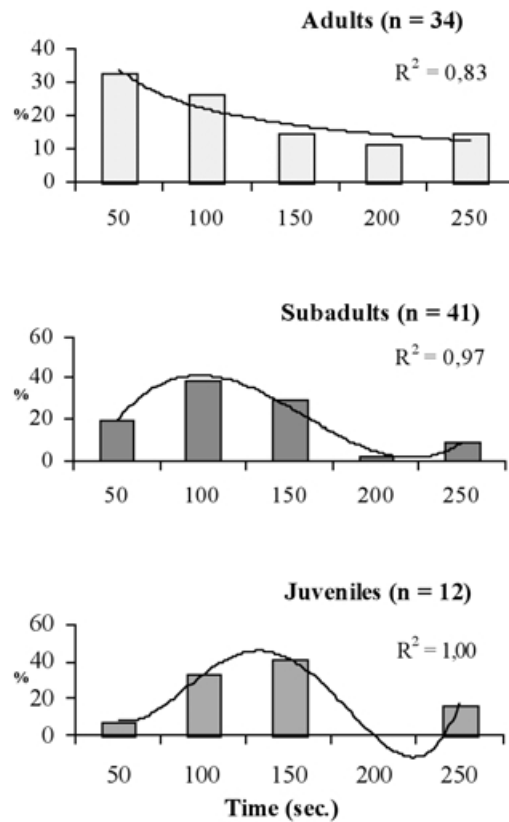 Adults (n = 34)
R² = 0,83
40
30
%
20
10
0
50 100 150 200 250
Subadults (n = 41)
R² = 0,97
60
40
%
20
0
50 100 150 200 250
Juveniles (n = 12)
R² = 1,00
60
40
%
20
0
50 100 150 200 250
Time (sec.)